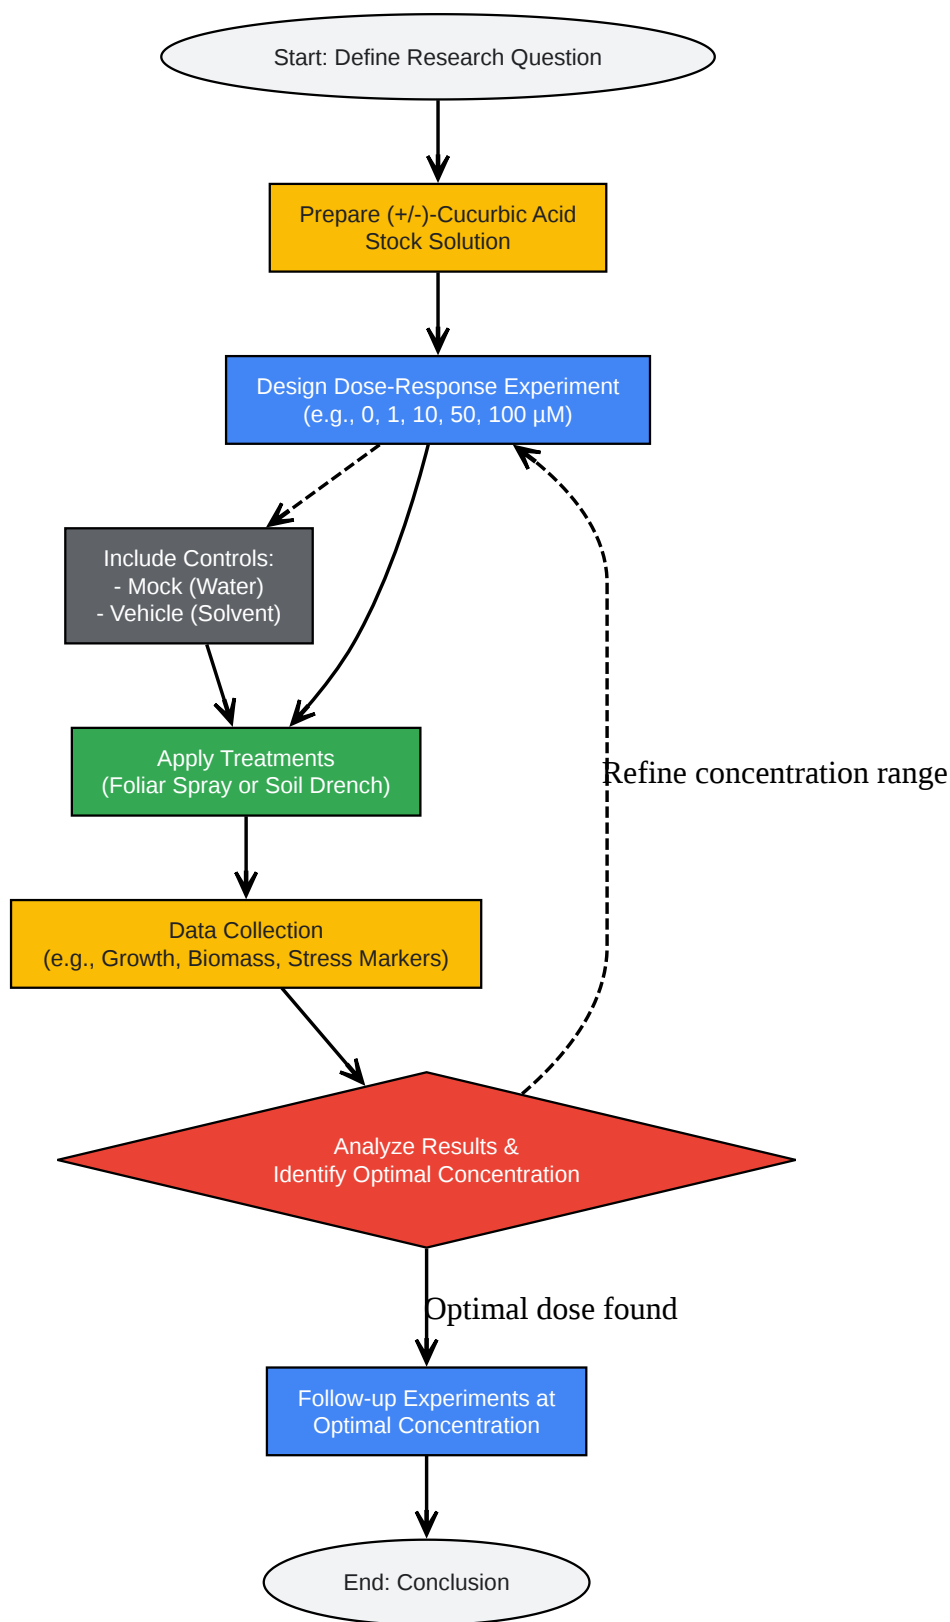 Start: Define Research Question
Prepare (+/-)-Cucurbic Acid
Stock Solution
Design Dose-Response Experiment
(e.g., 0, 1, 10, 50, 100 µM)
Include Controls:
- Mock (Water)
- Vehicle (Solvent)
Apply Treatments
(Foliar Spray or Soil Drench)
Refine concentration range
Data Collection
(e.g., Growth, Biomass, Stress Markers)
Analyze Results &
Identify Optimal Concentration
Optimal dose found
Follow-up Experiments at
Optimal Concentration
End: Conclusion